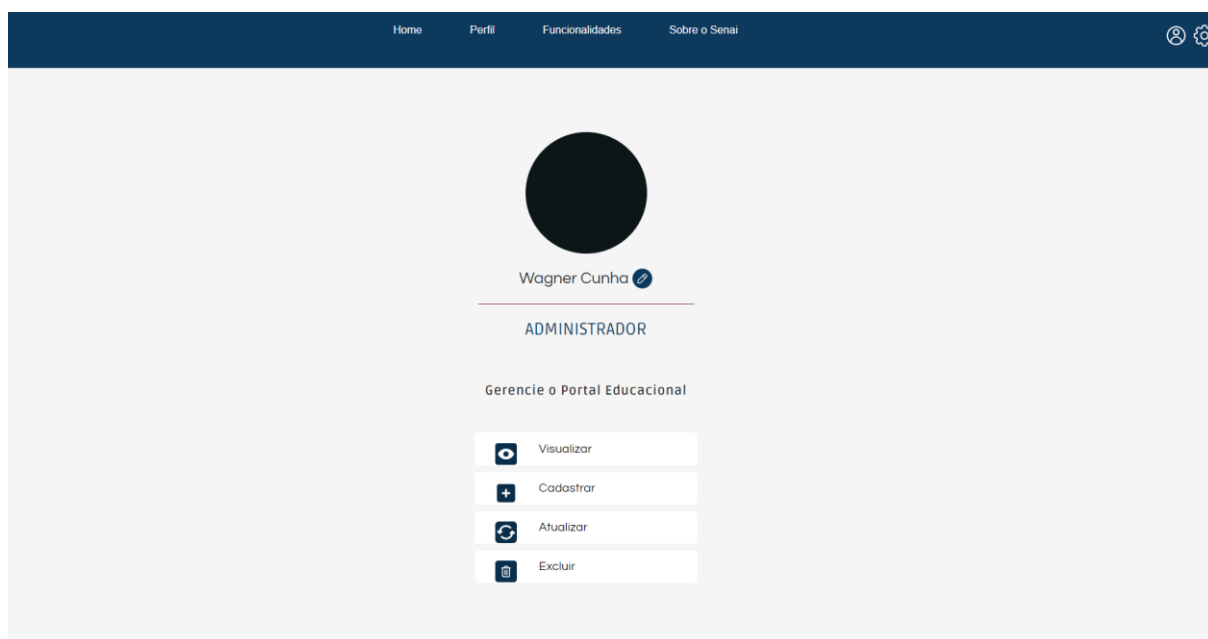 Home Perfil Funcionalidades Sobre o Senai
Wagner Cunha
ADMINISTRADOR
Gerencie o Portal Educacional
Visualizar
Cadastrar
Atualizar
Excluir